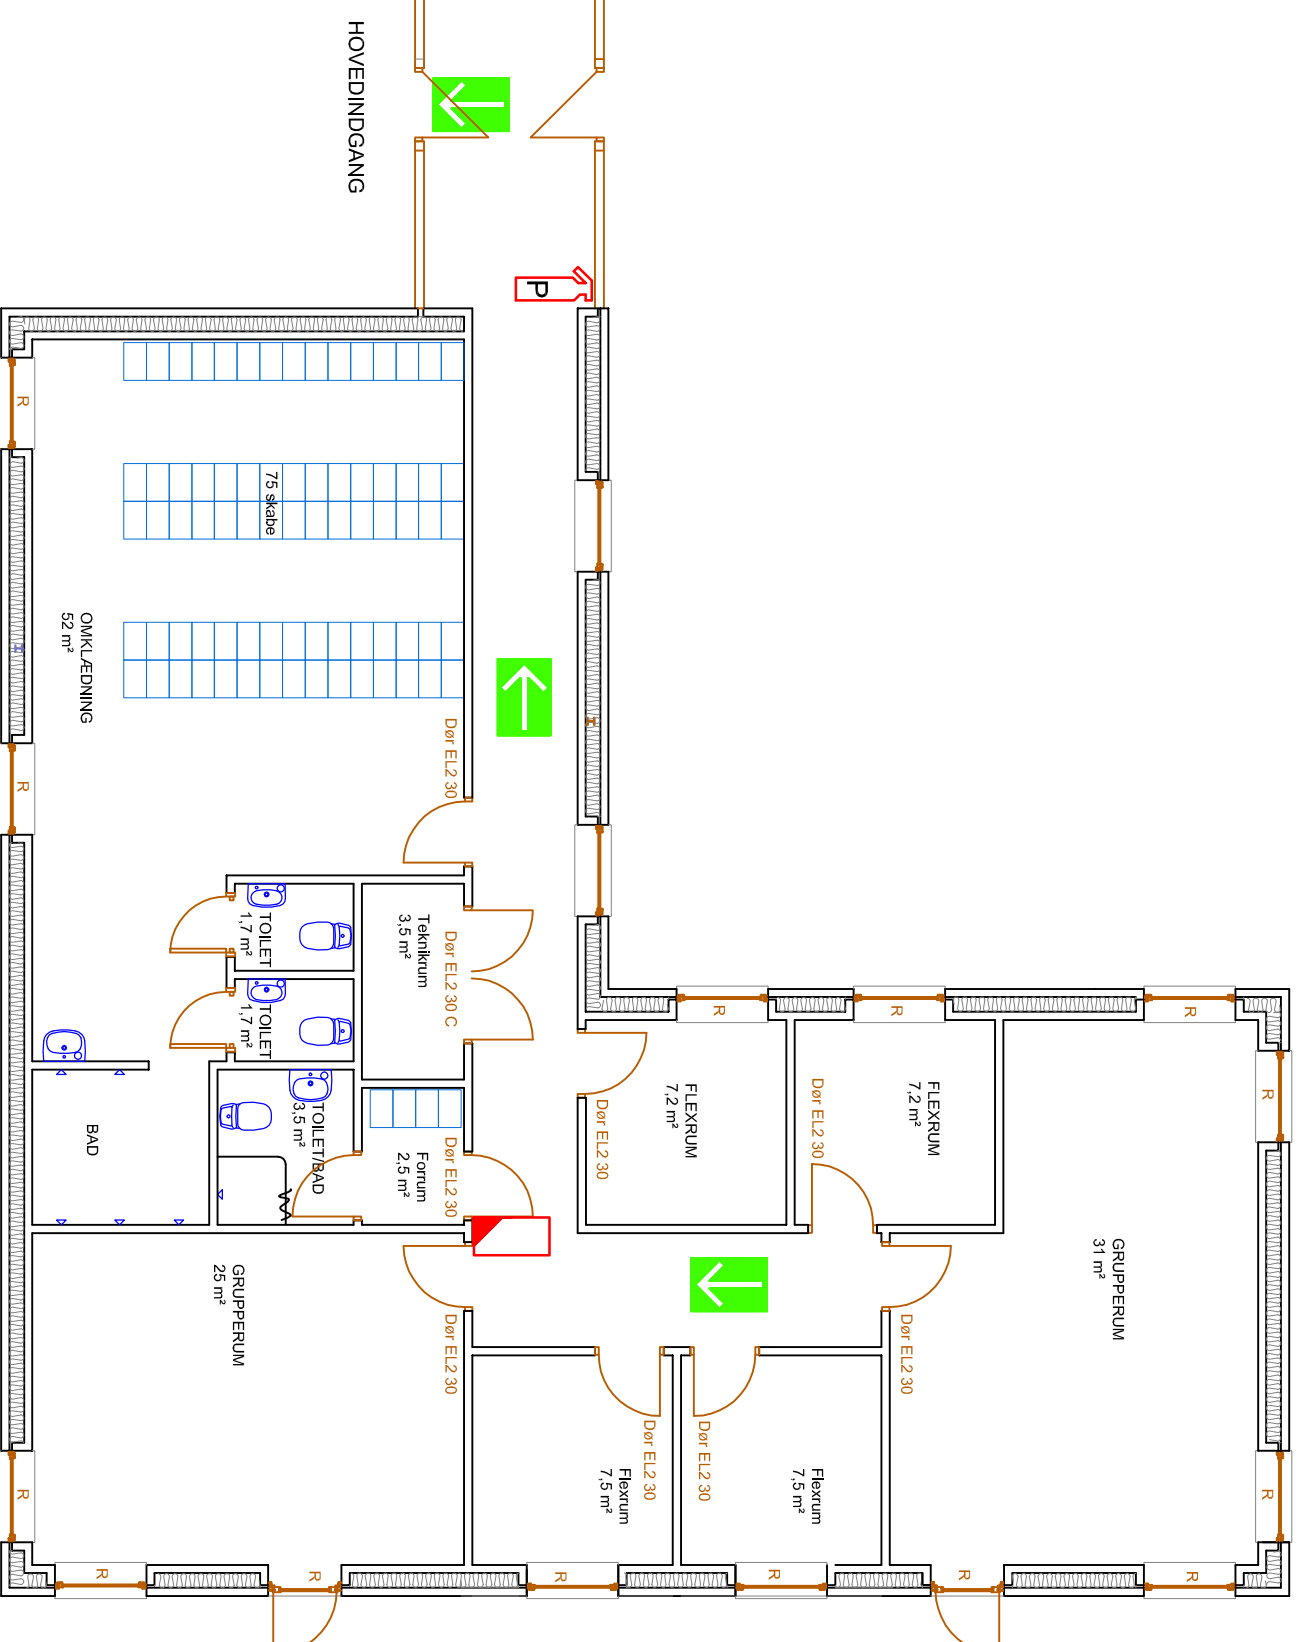 HOVEDINDGANG
P
R
75 skabe
OMKLÆDNING
52 m²
H
H
Dør EL2 30
R
TOILET
1,7 m²
Teknikrum
3,5 m²
Dør EL2 30 C
TOILET
1,7 m²
R
R
R
FLEXRUM
7,2 m²
FLEXRUM
7,2 m²
Dør EL2 30
Dør EL2 30
R
BAD
TOILET/BAD
3,5 m²
Forrum
2,5 m²
Dør EL2 30
GRUPPERUM
25 m²
GRUPPERUM
31 m²
Dør EL2 30
Dør EL2 30
Dør EL2 30
Dør EL2 30
Flexrum
7,5 m²
Flexrum
7,5 m²
R
R
R
R
R
R
R
R